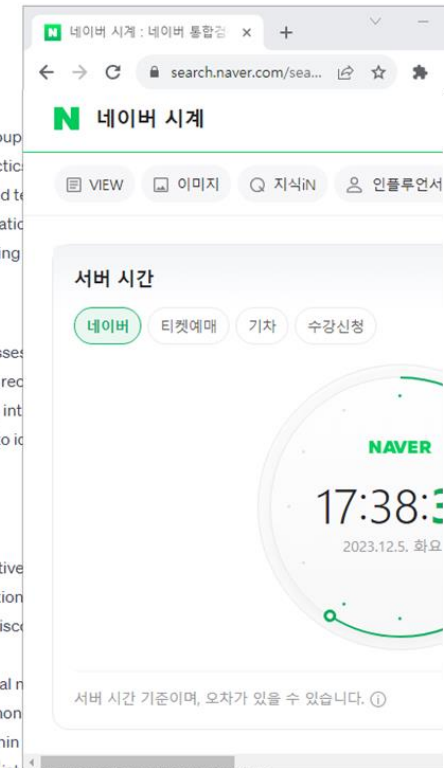 네이버 시계 : 네이버 통합검
search.naver.com/sea...
N 네이버 시계
VIEW 이미지 지식iN 인플루언서
서버 시간
네이버 티켓예매 기차 수강신청
NAVER
17:38:
2023.12.5. 화요
서버 시간 기준이며, 오차가 있을 수 있습니다.